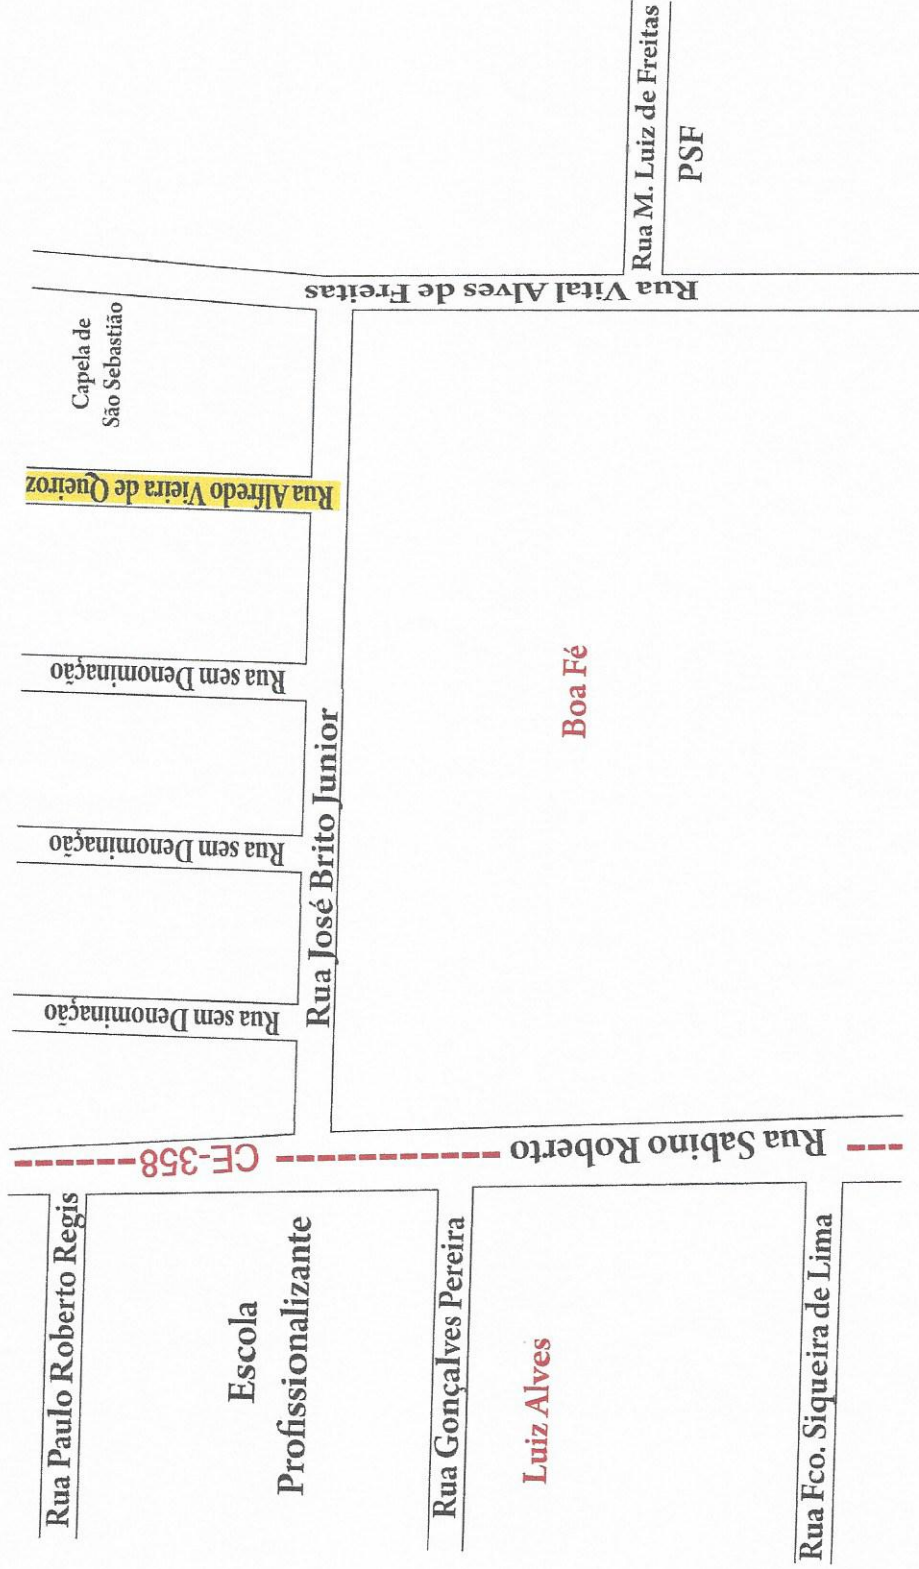 Rua Paulo Roberto Regis
Escola
Profissionalizante
Rua Gonçalves Pereira
Luiz Alves
Rua Fco. Siqueira de Lima
CE-358
Rua Sabino Roberto
Rua sem Denominação
Rua sem Denominação
Rua sem Denominação
Rua José Brito Junior
Boa Fé
Rua Alfredo Vieira de Queiroz
Capela de
São Sebastião
Rua Vital Alves de Freitas
Rua M. Luiz de Freitas
PSF